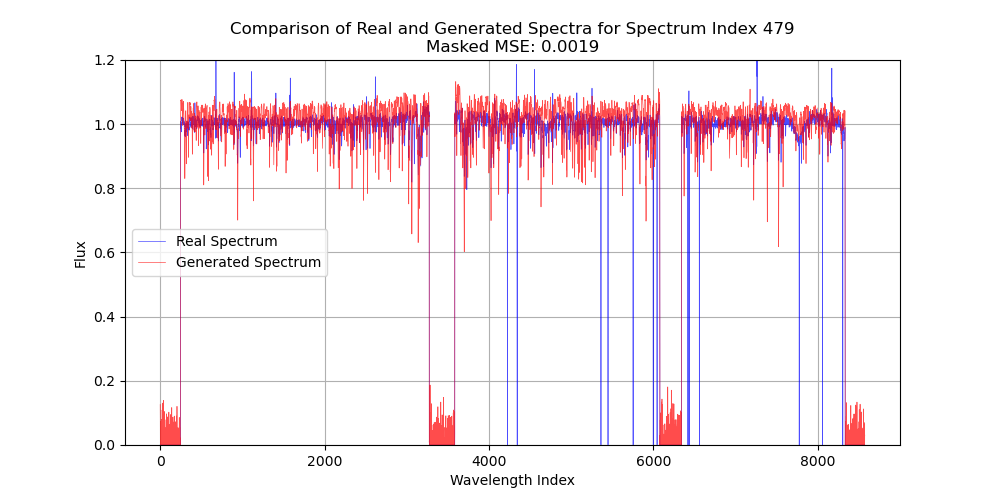 Comparison of Real and Generated Spectra for Spectrum Index 479
Masked MSE: 0.0019
1.2
1.0
0.8
0.6
0.4
0.2
0.0
Flux
Real Spectrum
Generated Spectrum
0 2000 4000 6000 8000
Wavelength Index